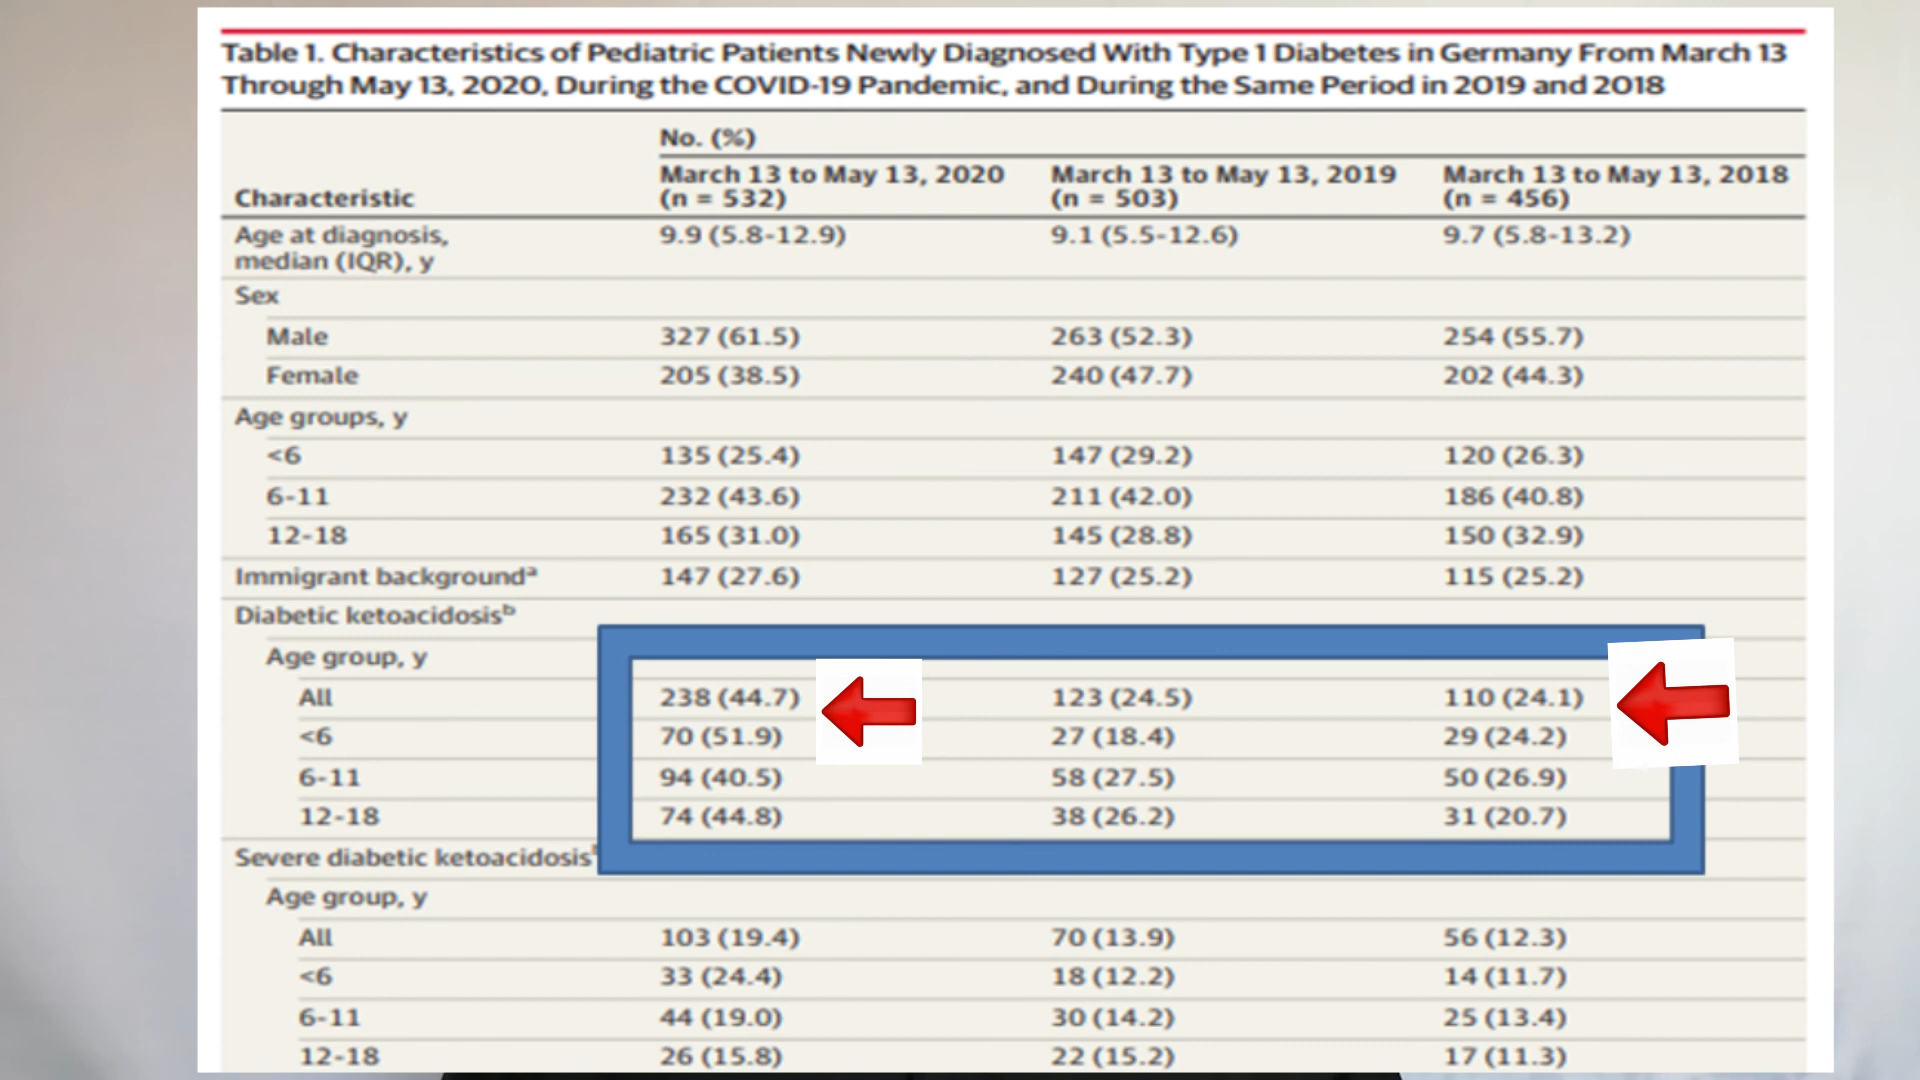 Table 1. Characteristics of Pediatric Patients Newly Diagnosed With Type 1 Diabetes in Germany From March 13
Through May 13, 2020, During the COVID-19 Pandemic, and During the Same Period in 2019 and 2018
No. (%)
Characteristic March 13 to May 13, 2020 (n = 532) March 13 to May 13, 2019 (n = 503) March 13 to May 13, 2018 (n = 456)
Age at diagnosis, median (IQR), y 9.9 (5.8-12.9) 9.1 (5.5-12.6) 9.7 (5.8-13.2)
Sex
Male 327 (61.5) 263 (52.3) 254 (55.7)
Female 205 (38.5) 240 (47.7) 202 (44.3)
Age groups, y
<6 135 (25.4) 147 (29.2) 120 (26.3)
6-11 232 (43.6) 211 (42.0) 186 (40.8)
12-18 165 (31.0) 145 (28.8) 150 (32.9)
Immigrant backgroundᵃ 147 (27.6) 127 (25.2) 115 (25.2)
Diabetic ketoacidosisᵇ
Age group, y
All 238 (44.7) 123 (24.5) 110 (24.1)
<6 70 (51.9) 27 (18.4) 29 (24.2)
6-11 94 (40.5) 58 (27.5) 50 (26.9)
12-18 74 (44.8) 38 (26.2) 31 (20.7)
Severe diabetic ketoacidosis
Age group, y
All 103 (19.4) 70 (13.9) 56 (12.3)
<6 33 (24.4) 18 (12.2) 14 (11.7)
6-11 44 (19.0) 30 (14.2) 25 (13.4)
12-18 26 (15.8) 22 (15.2) 17 (11.3)